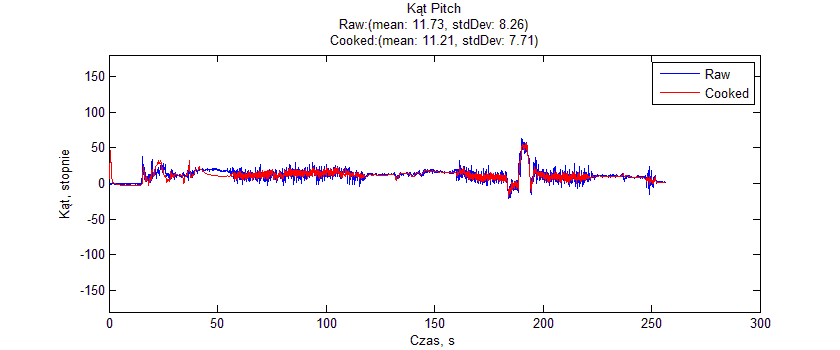 Kąt Pitch
Raw:(mean: 11.73, stdDev: 8.26)
Cooked:(mean: 11.21, stdDev: 7.71)
Raw
Cooked
150
100
50
0
-50
-100
-150
Kąt, stopnie
0 50 100 150 200 250 300
Czas, s